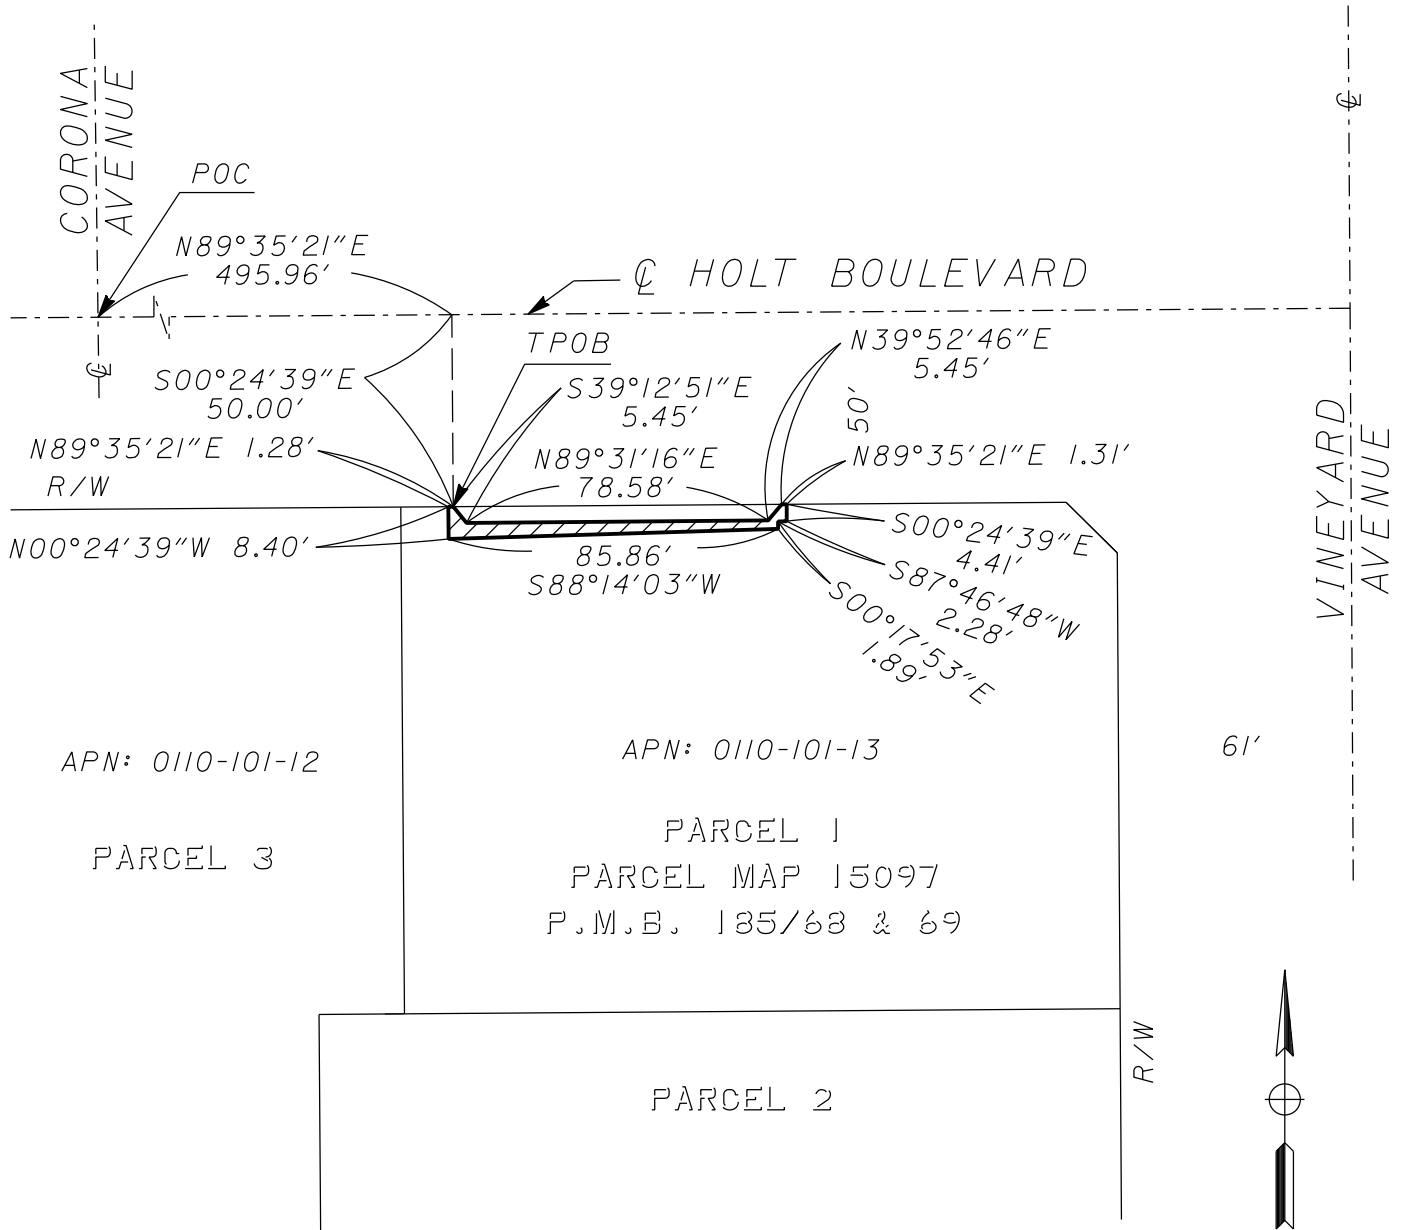 CORONA
AVENUE
POC
N89°35'21"E
495.96'
℄ HOLT BOULEVARD
℄
℄
TPOB
N39°52'46"E
5.45'
S00°24'39"E
50.00'
S39°12'51"E
5.45'
50'
N89°35'21"E 1.28'
N89°31'16"E
78.58'
N89°35'21"E 1.31'
R/W
VINEYARD
AVENUE
N00°24'39"W 8.40'
85.86'
S88°14'03"W
S00°24'39"E
4.41'
S87°46'48"W
2.28'
S00°17'53"E
1.89'
APN: 0110-101-12
APN: 0110-101-13
61'
PARCEL 3
PARCEL 1
PARCEL MAP 15097
P.M.B. 185/68 & 69
R/W
PARCEL 2